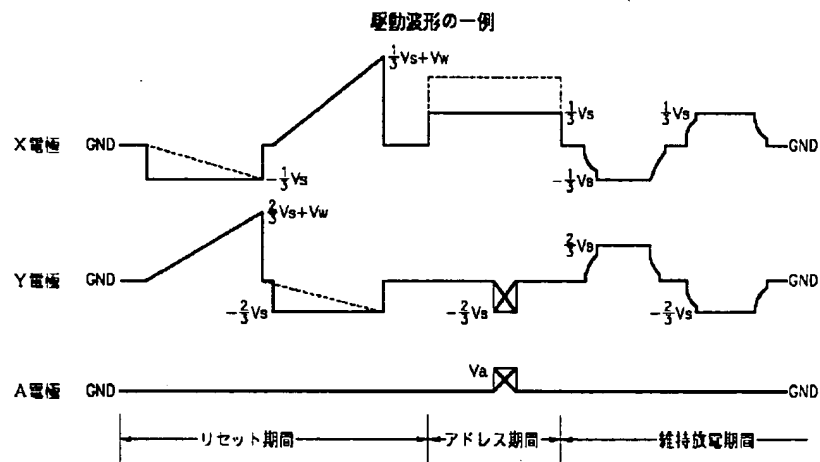 駆動波形の一例
1/3Vs+Vw
1/3Vs
1/3Vs
X電極 GND
GND
-1/3Vs
-1/3VB
2/3Vs+Vw
2/3VB
Y電極 GND
GND
-2/3Vs
-2/3Vs
-2/3Vs
Va
A電極 GND
GND
リセット期間
アドレス期間
維持放電期間